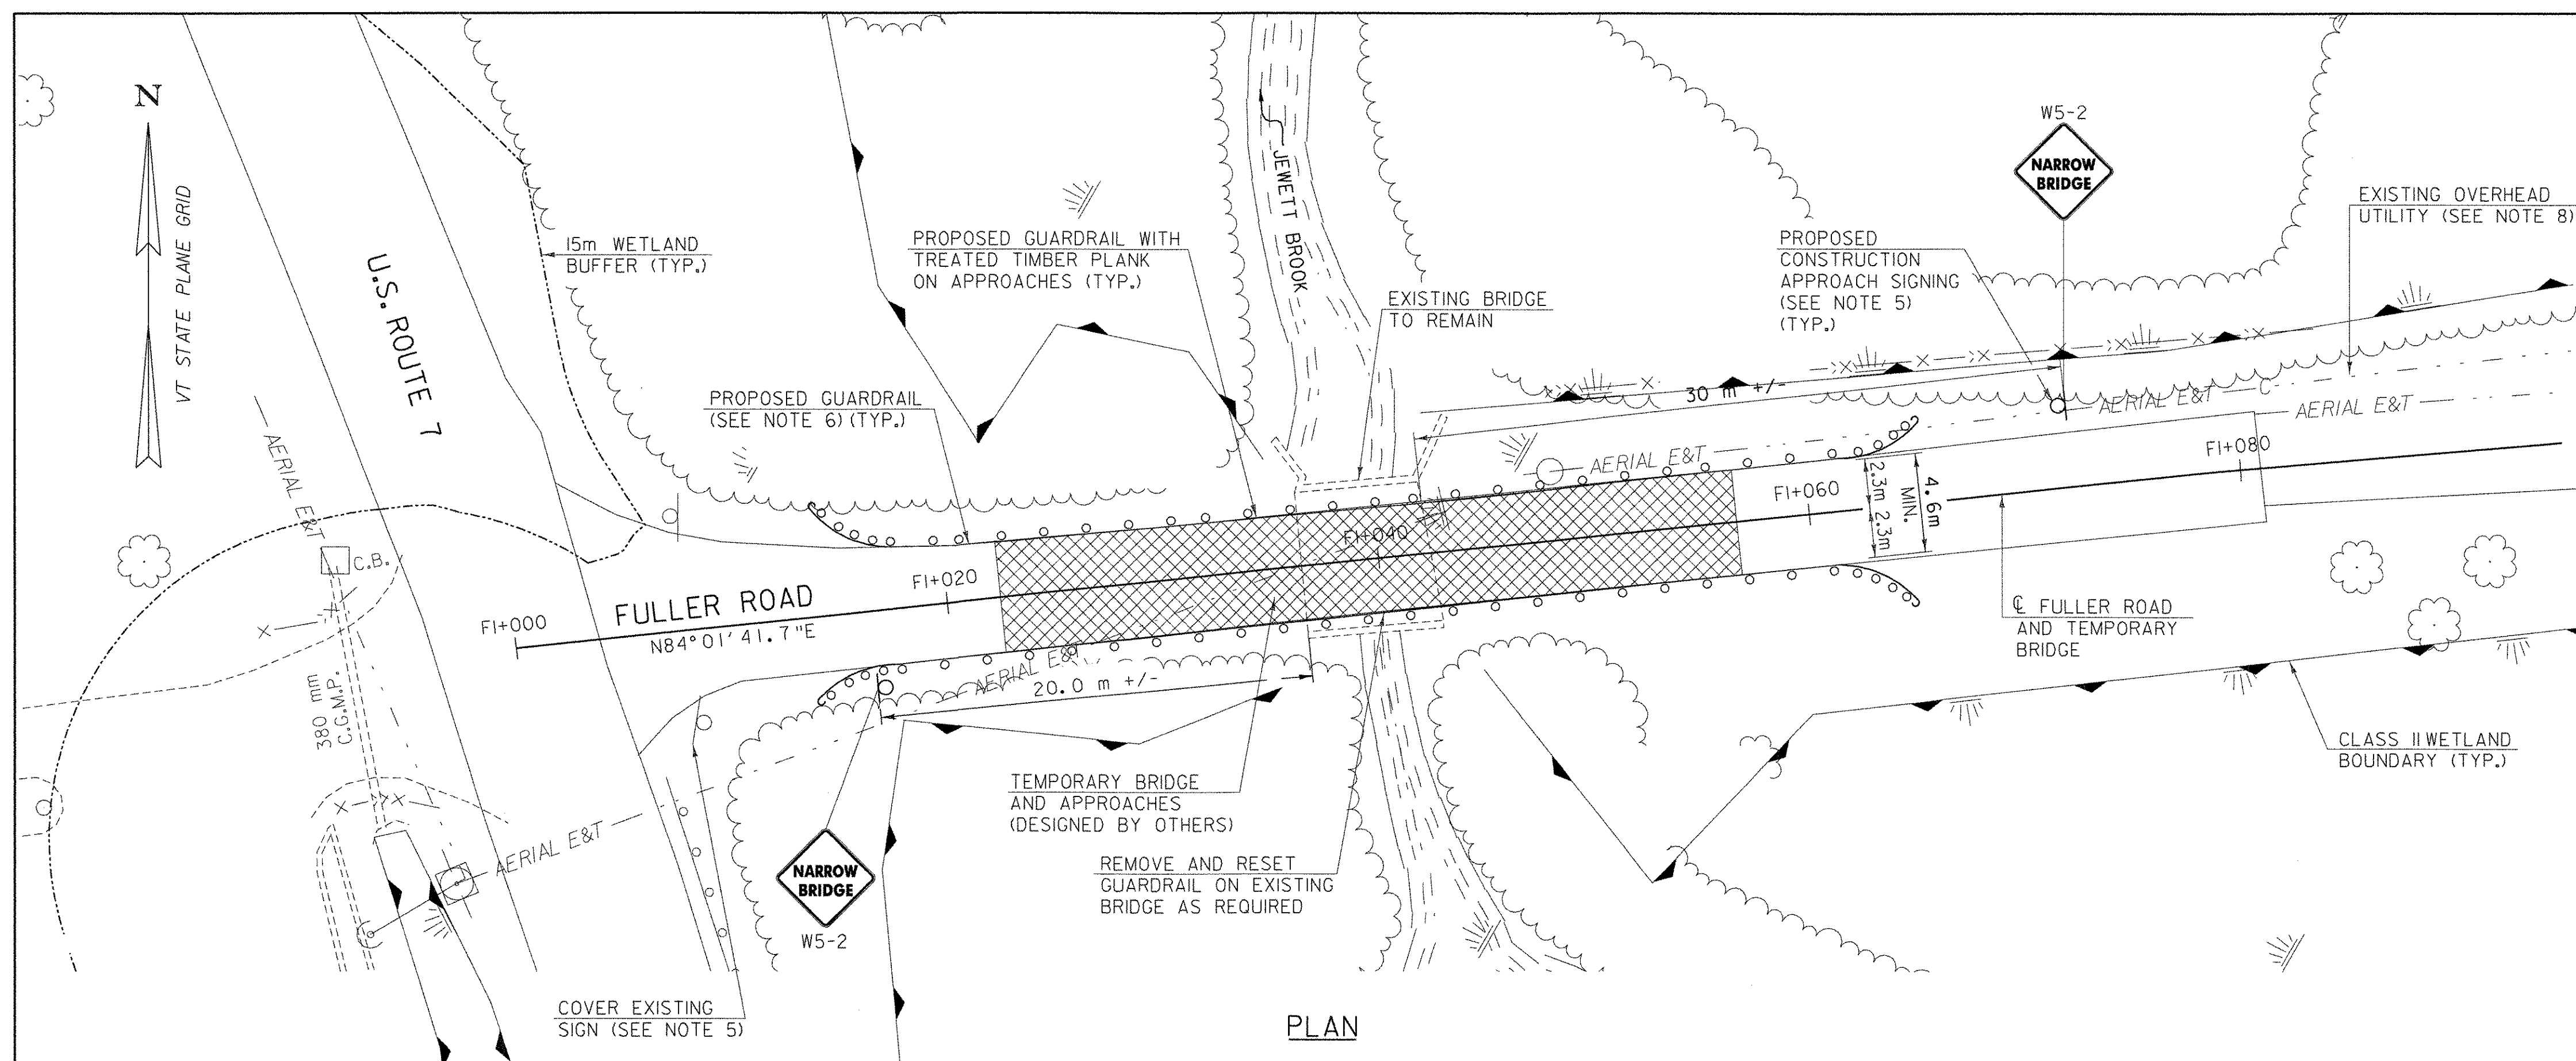 N
VT STATE PLANE GRID
U.S. ROUTE 7
15m WETLAND
BUFFER (TYP.)
PROPOSED GUARDRAIL WITH
TREATED TIMBER PLANK
ON APPROACHES (TYP.)
JEWETT BROOK
EXISTING BRIDGE
TO REMAIN
W5-2
NARROW
BRIDGE
PROPOSED
CONSTRUCTION
APPROACH SIGNING
(SEE NOTE 5)
(TYP.)
EXISTING OVERHEAD
UTILITY (SEE NOTE 8)
PROPOSED GUARDRAIL
(SEE NOTE 6) (TYP.)
30 m +/-
AERIAL E&T
C
AERIAL E&T
AERIAL E&T
AERIAL E&T
C.B.
F1+000
F1+020
F1+040
F1+060
F1+080
2.3m 2.3m
MIN.
4.6m
FULLER ROAD
N84°01'41.7"E
AERIAL E&T
20.0 m +/-
℄ FULLER ROAD
AND TEMPORARY
BRIDGE
380 mm
C.G.M.P.
AERIAL E&T
TEMPORARY BRIDGE
AND APPROACHES
(DESIGNED BY OTHERS)
CLASS II WETLAND
BOUNDARY (TYP.)
NARROW
BRIDGE
W5-2
REMOVE AND RESET
GUARDRAIL ON EXISTING
BRIDGE AS REQUIRED
COVER EXISTING
SIGN (SEE NOTE 5)
PLAN